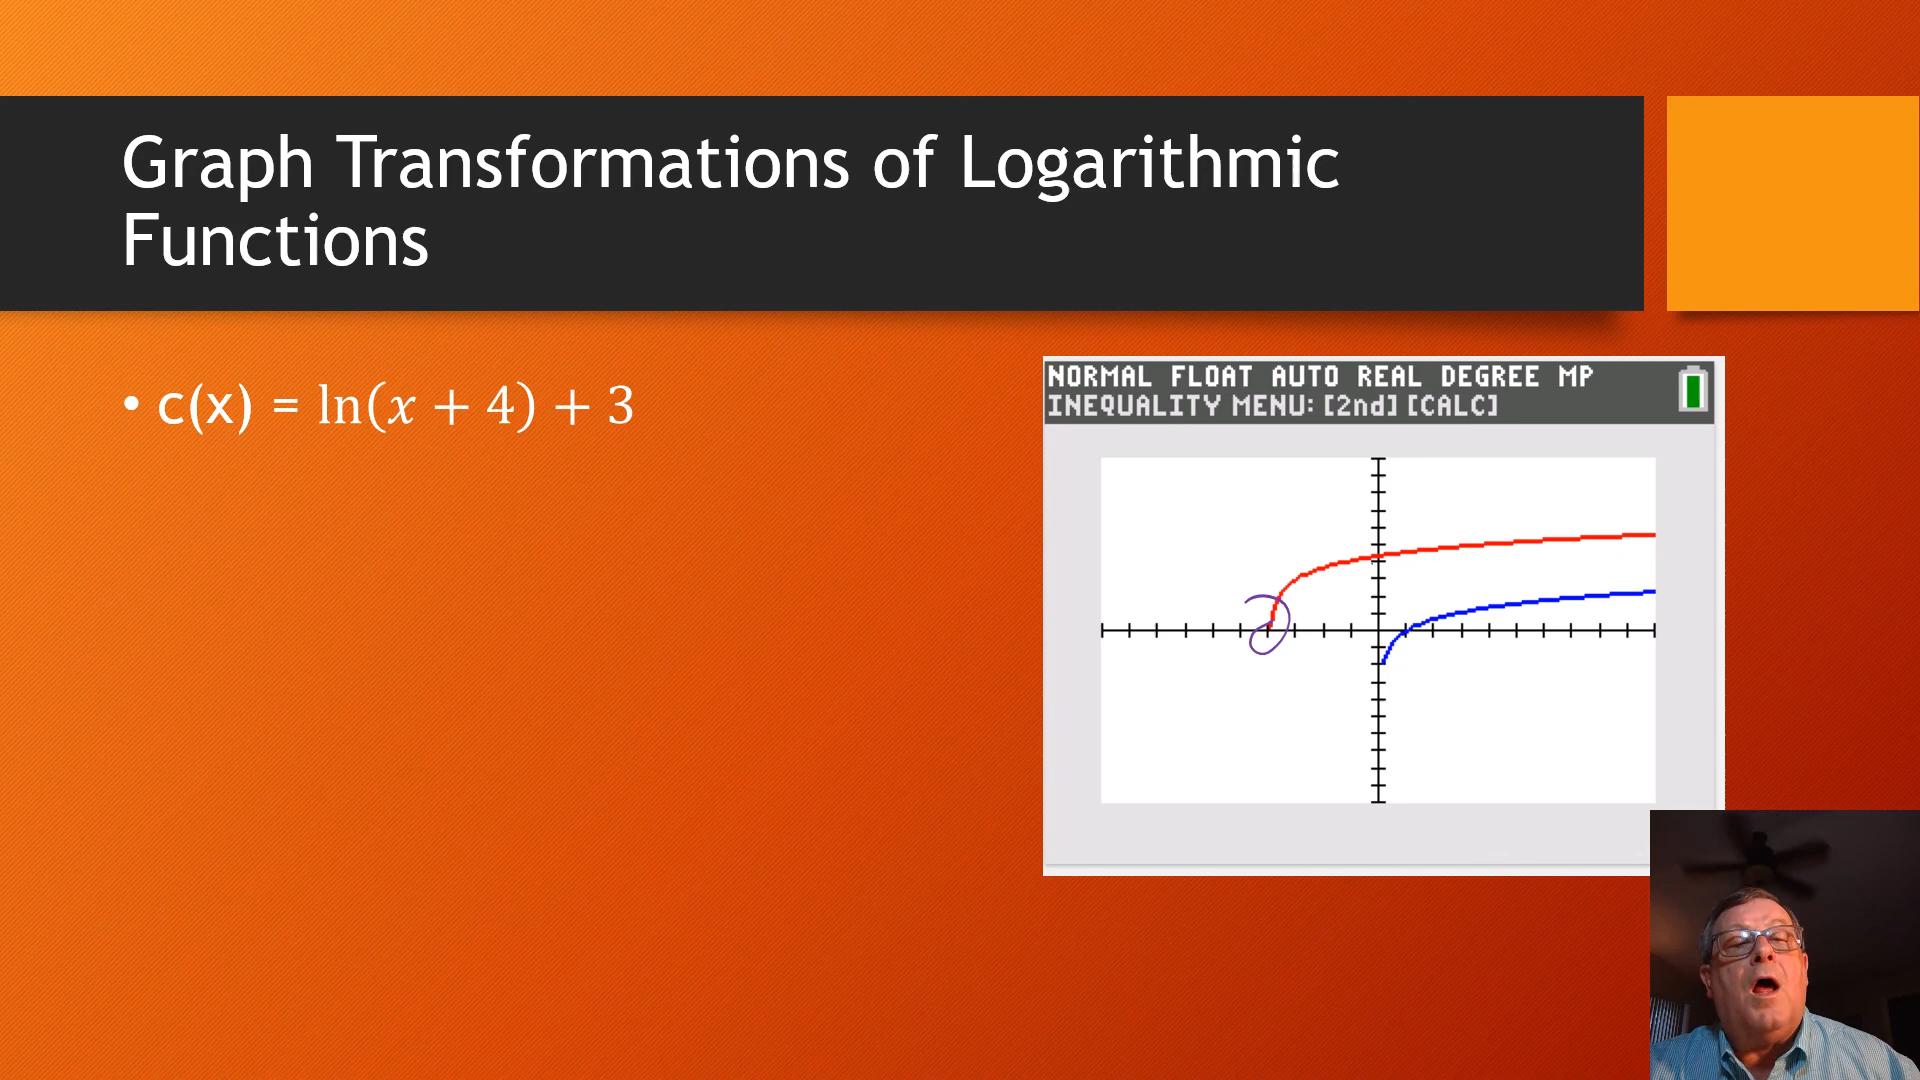 Graph Transformations of Logarithmic
Functions
• c(x) = ln(x + 4) + 3
NORMAL FLOAT AUTO REAL DEGREE MP
INEQUALITY MENU: [2nd] [CALC]